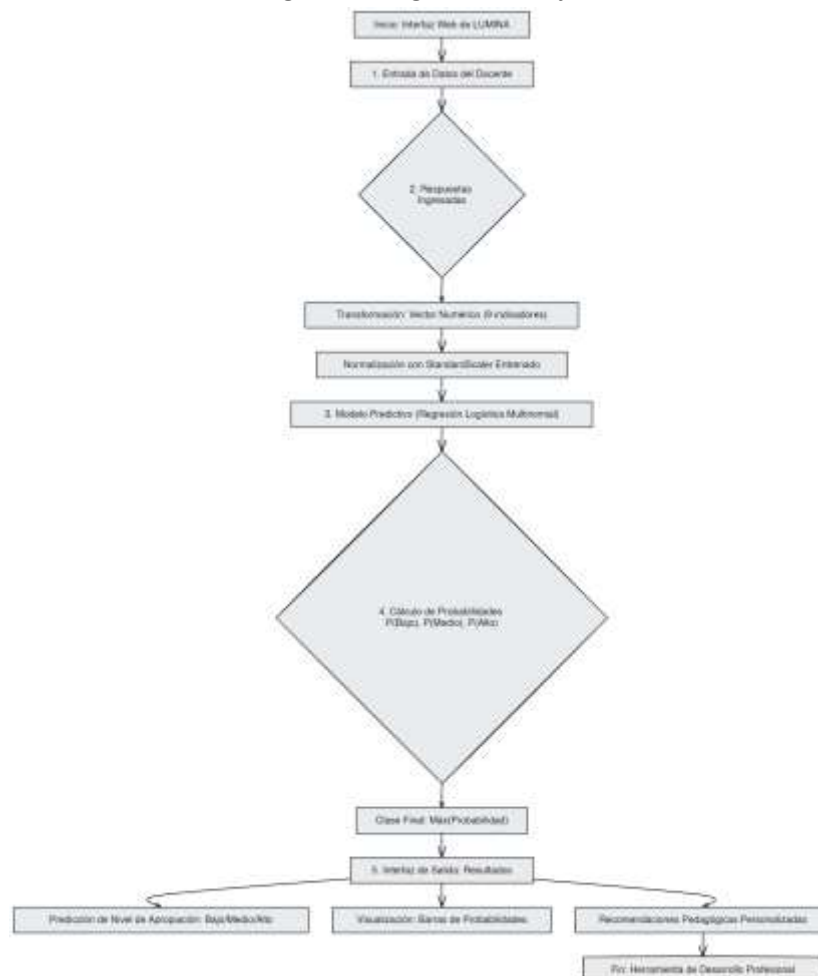 Inicio: Interfaz Web de LUMINA
1. Entrada de Datos del Docente
2. Respuestas
Ingresadas
Transformación: Vector Numérico (9 indicadores)
Normalización con StandardScaler Entrenado
3. Modelo Predictivo (Regresión Logística Multinomial)
4. Cálculo de Probabilidades
P(Bajo), P(Medio), P(Alto)
Clase Final: Max(Probabilidad)
5. Interfaz de Salida: Resultados
Predicción de Nivel de Apropiación: Bajo/Medio/Alto
Visualización: Barras de Probabilidades
Recomendaciones Pedagógicas Personalizadas
Fin: Herramienta de Desarrollo Profesional